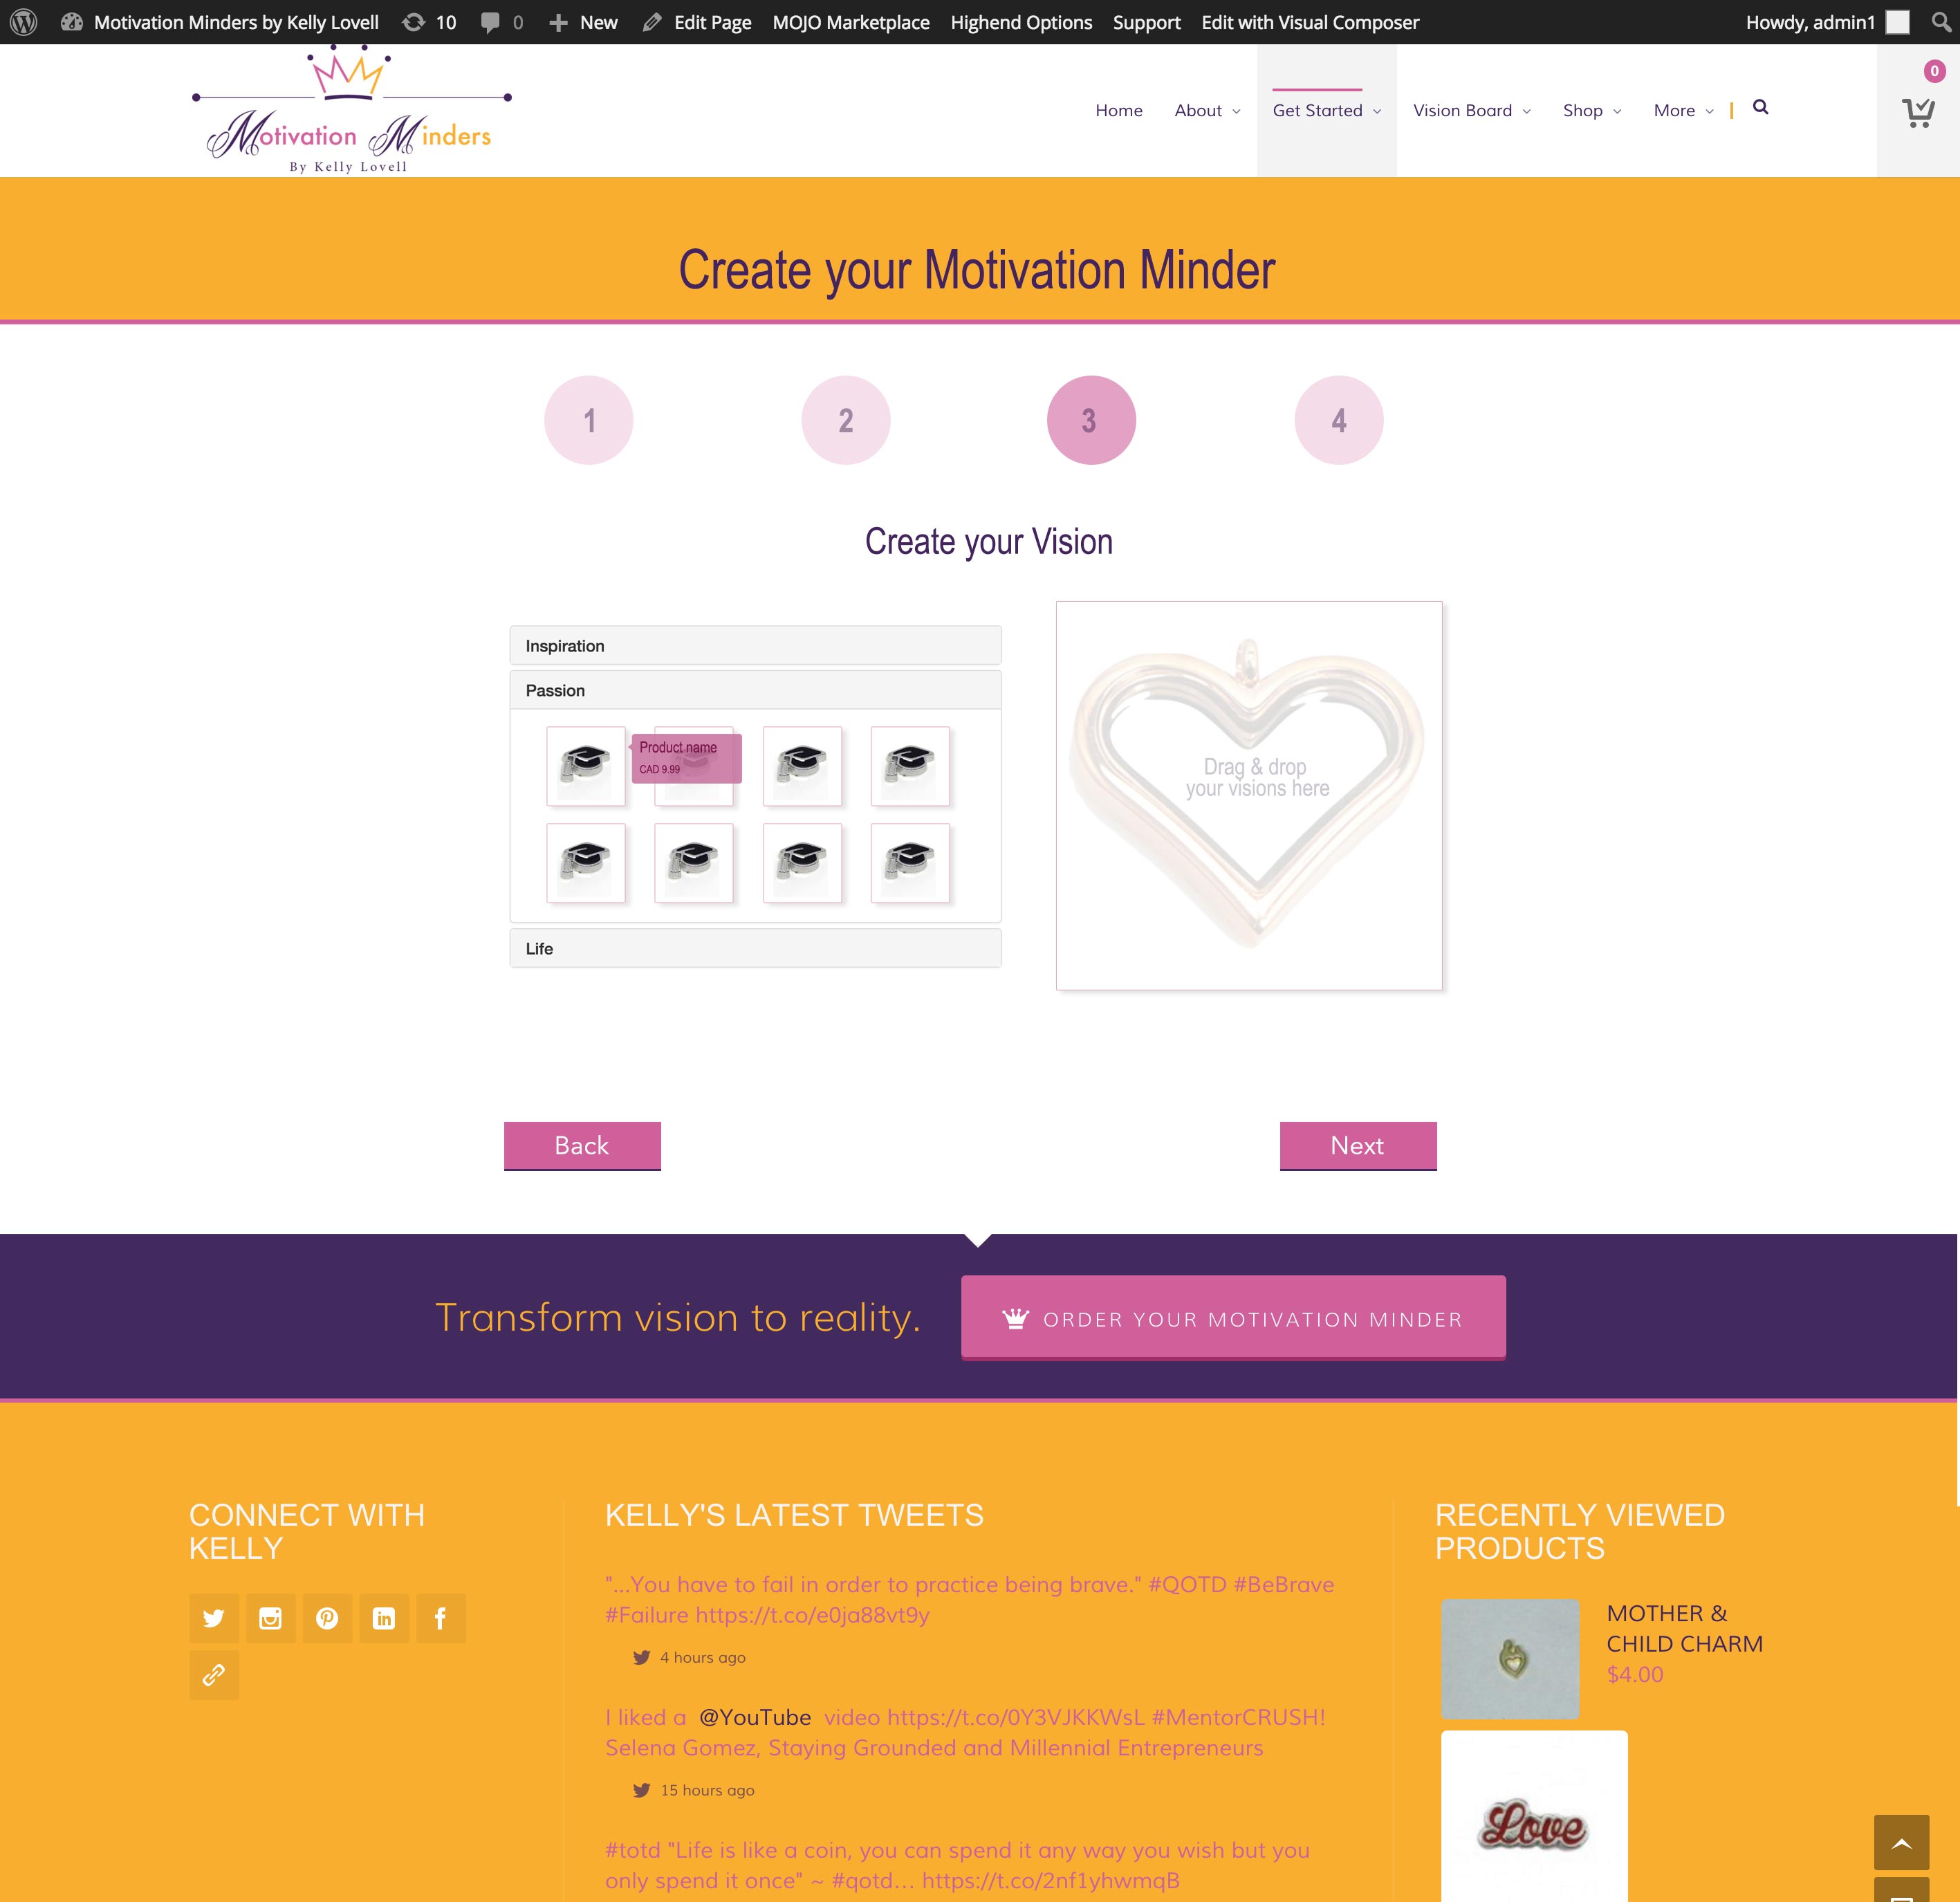 Motivation Minders by Kelly Lovell 10 0 New Edit Page MOJO Marketplace Highend Options Support Edit with Visual Composer Howdy, admin1
Motivation Minders
By Kelly Lovell
Home About Get Started Vision Board Shop More
0
Create your Motivation Minder
1 2 3 4
Create your Vision
Inspiration
Passion
Product name
CAD 9.99
Life
Drag & drop
your visions here
Back Next
Transform vision to reality.
ORDER YOUR MOTIVATION MINDER
CONNECT WITH
KELLY
KELLY'S LATEST TWEETS
"...You have to fail in order to practice being brave." #QOTD #BeBrave
#Failure https://t.co/e0ja88vt9y
4 hours ago
I liked a @YouTube video https://t.co/0Y3VJKKWsL #MentorCRUSH!
Selena Gomez, Staying Grounded and Millennial Entrepreneurs
15 hours ago
#totd "Life is like a coin, you can spend it any way you wish but you
only spend it once" ~ #qotd… https://t.co/2nf1yhwmqB
RECENTLY VIEWED
PRODUCTS
MOTHER &
CHILD CHARM
$4.00
Love